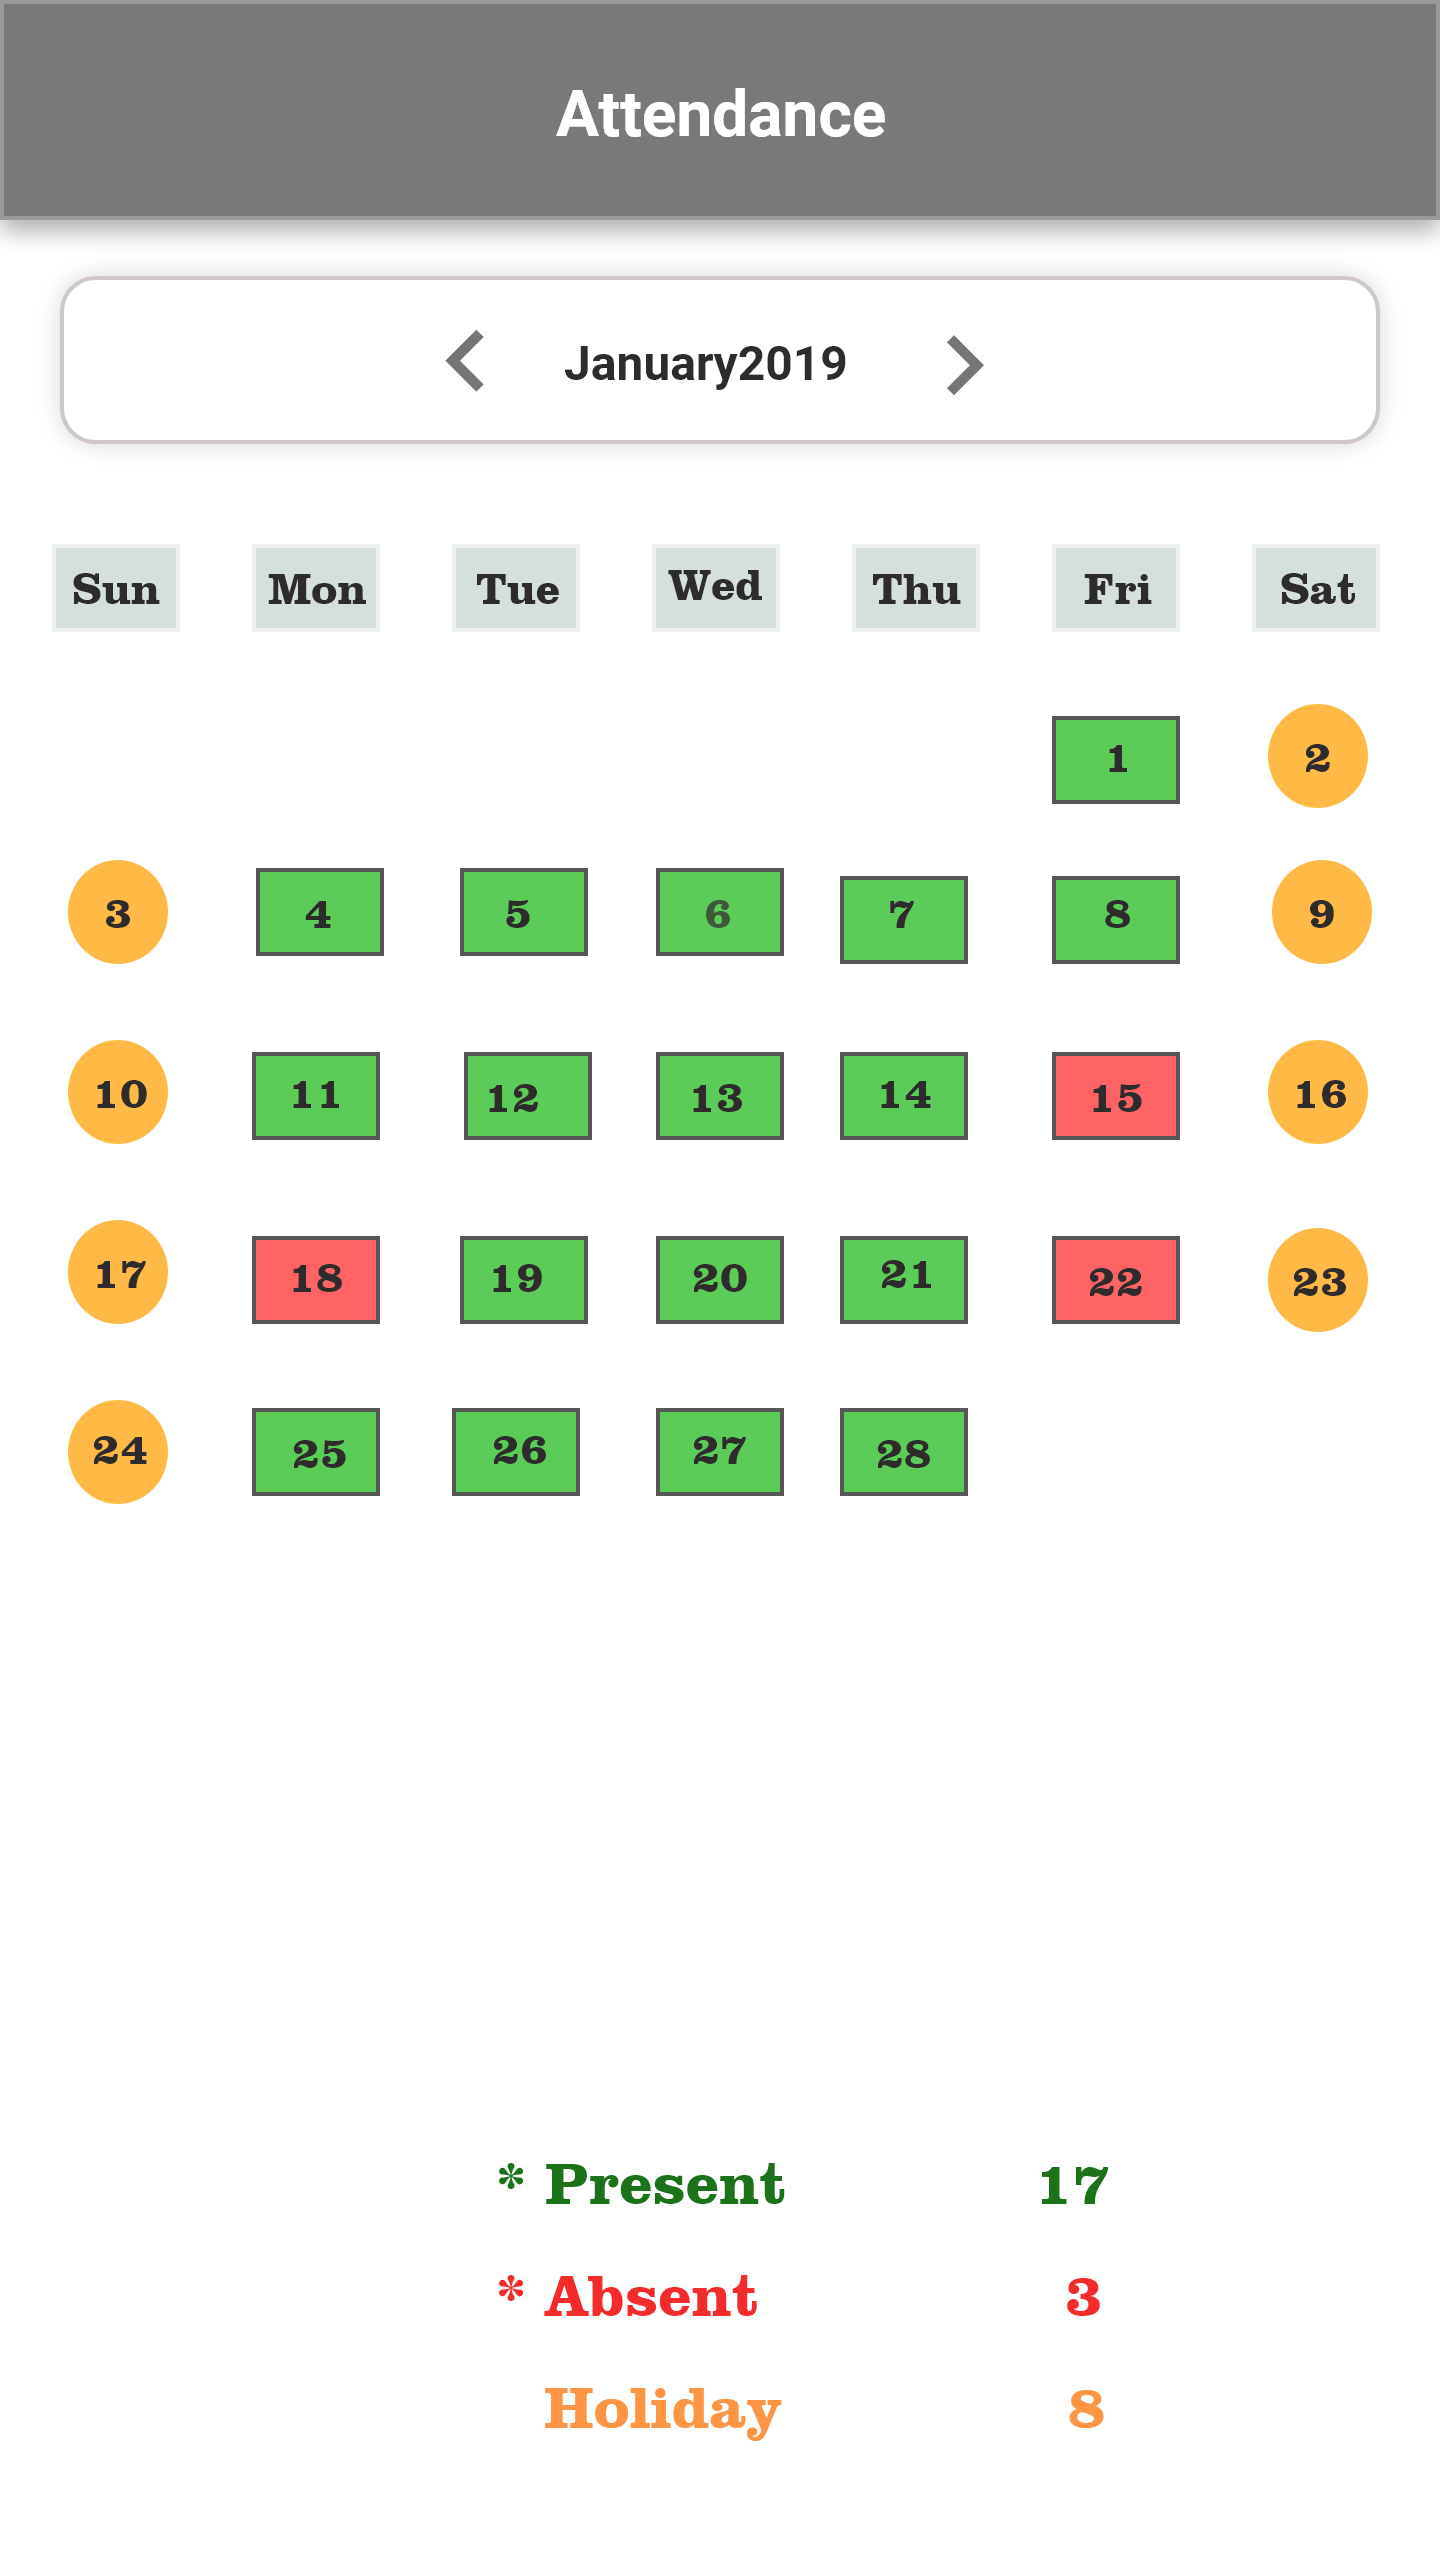 Attendance
January2019
Sun Mon Tue Wed Thu Fri Sat
1 2
3 4 5 6 7 8 9
10 11 12 13 14 15 16
17 18 19 20 21 22 23
24 25 26 27 28
* Present 17
* Absent 3
Holiday 8